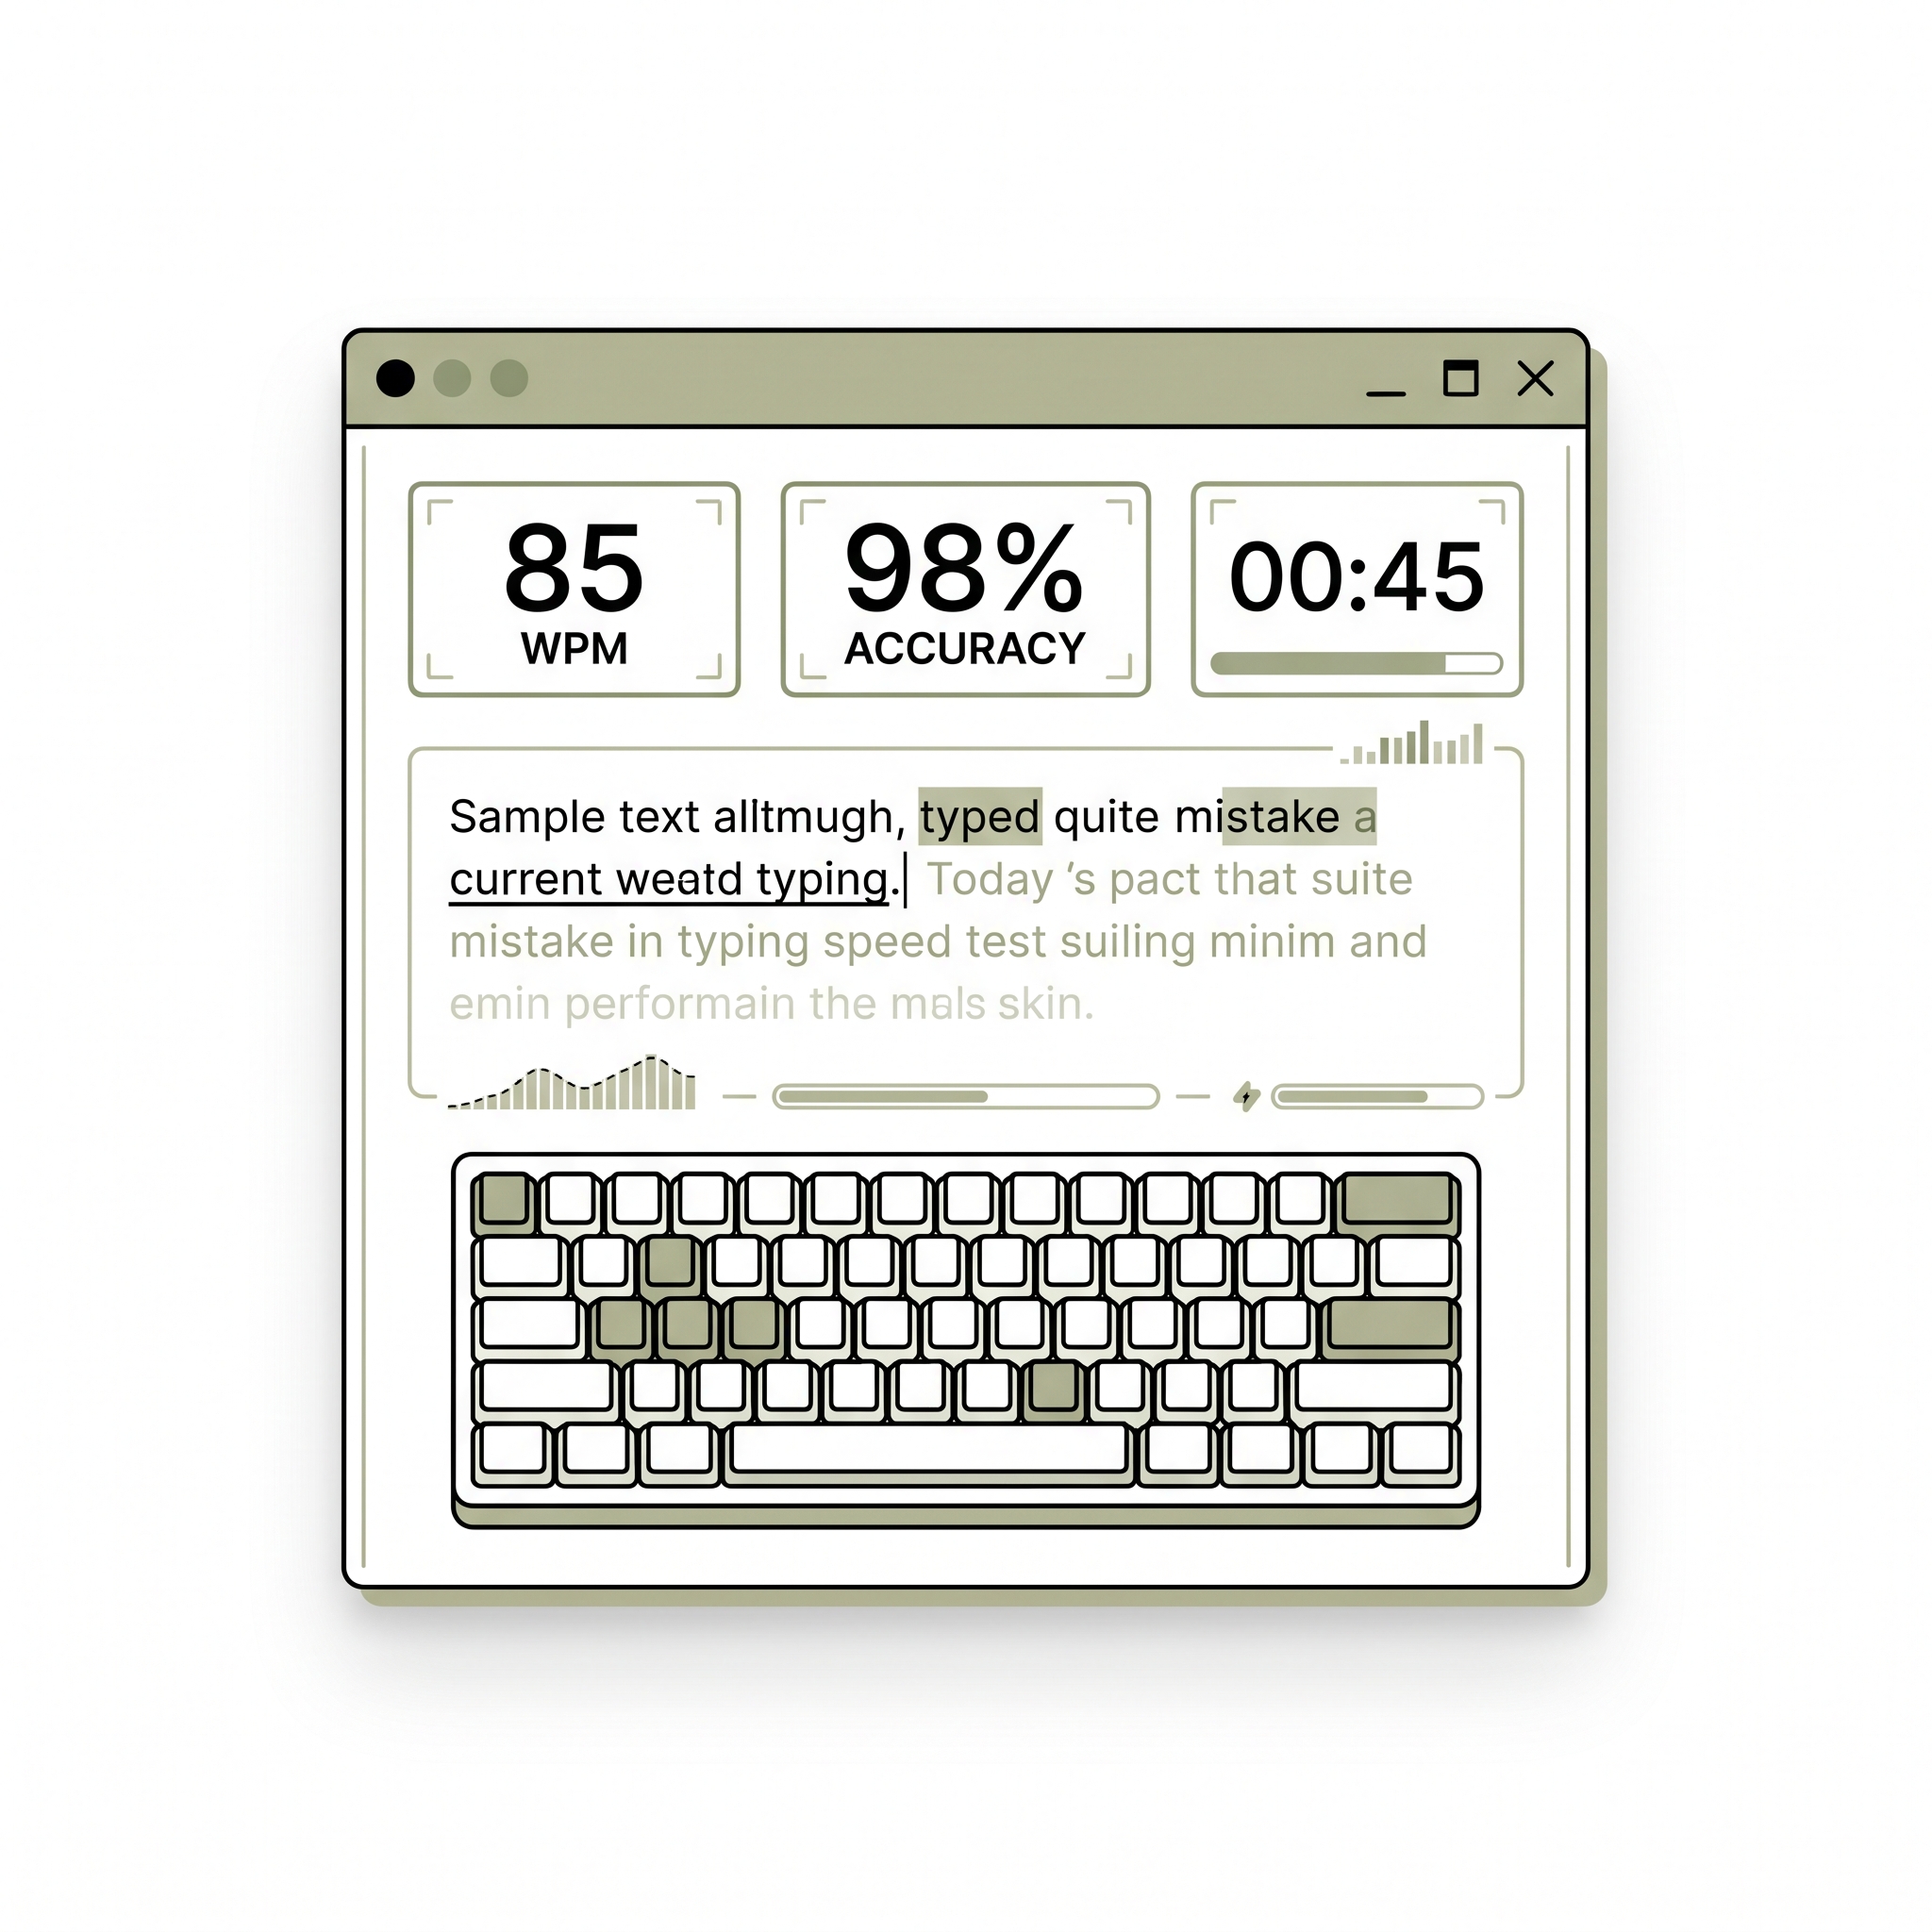 85
WPM
98%
ACCURACY
00:45
Sample text alltmugh, typed quite mistake a
current weatd typing. Today 's pact that suite
mistake in typing speed test suiling minim and
emin performain the mals skin.